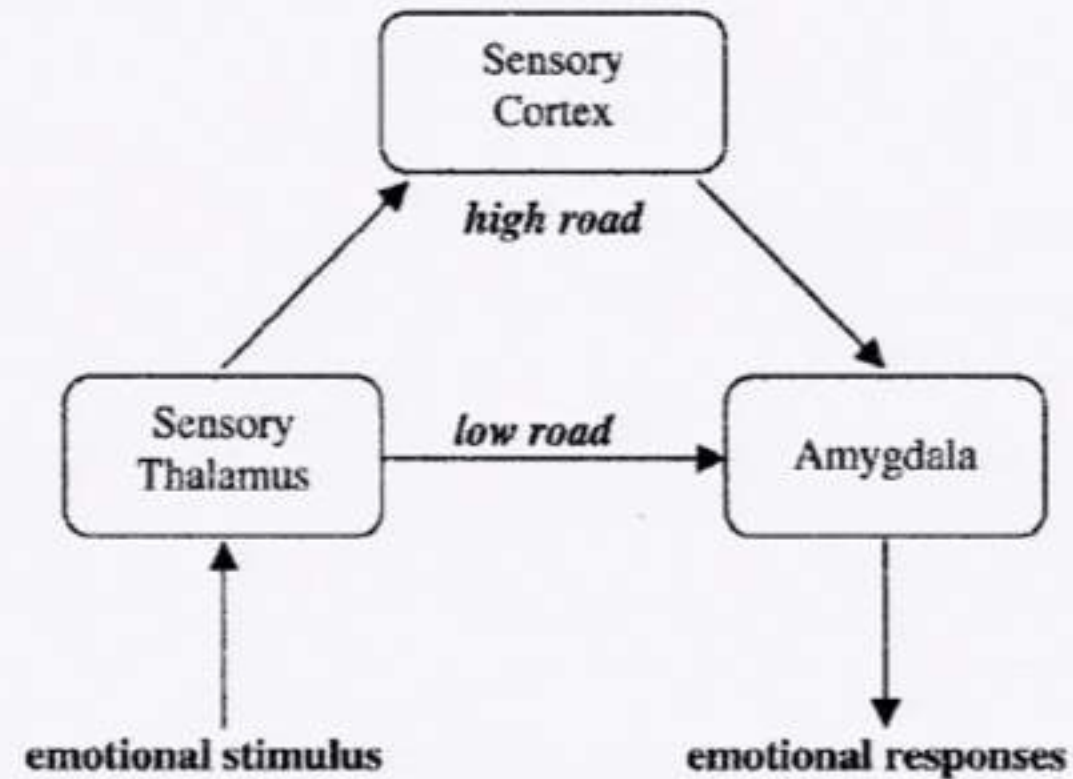 Sensory
Cortex
high road
Sensory
Thalamus
low road
Amygdala
emotional stimulus
emotional responses